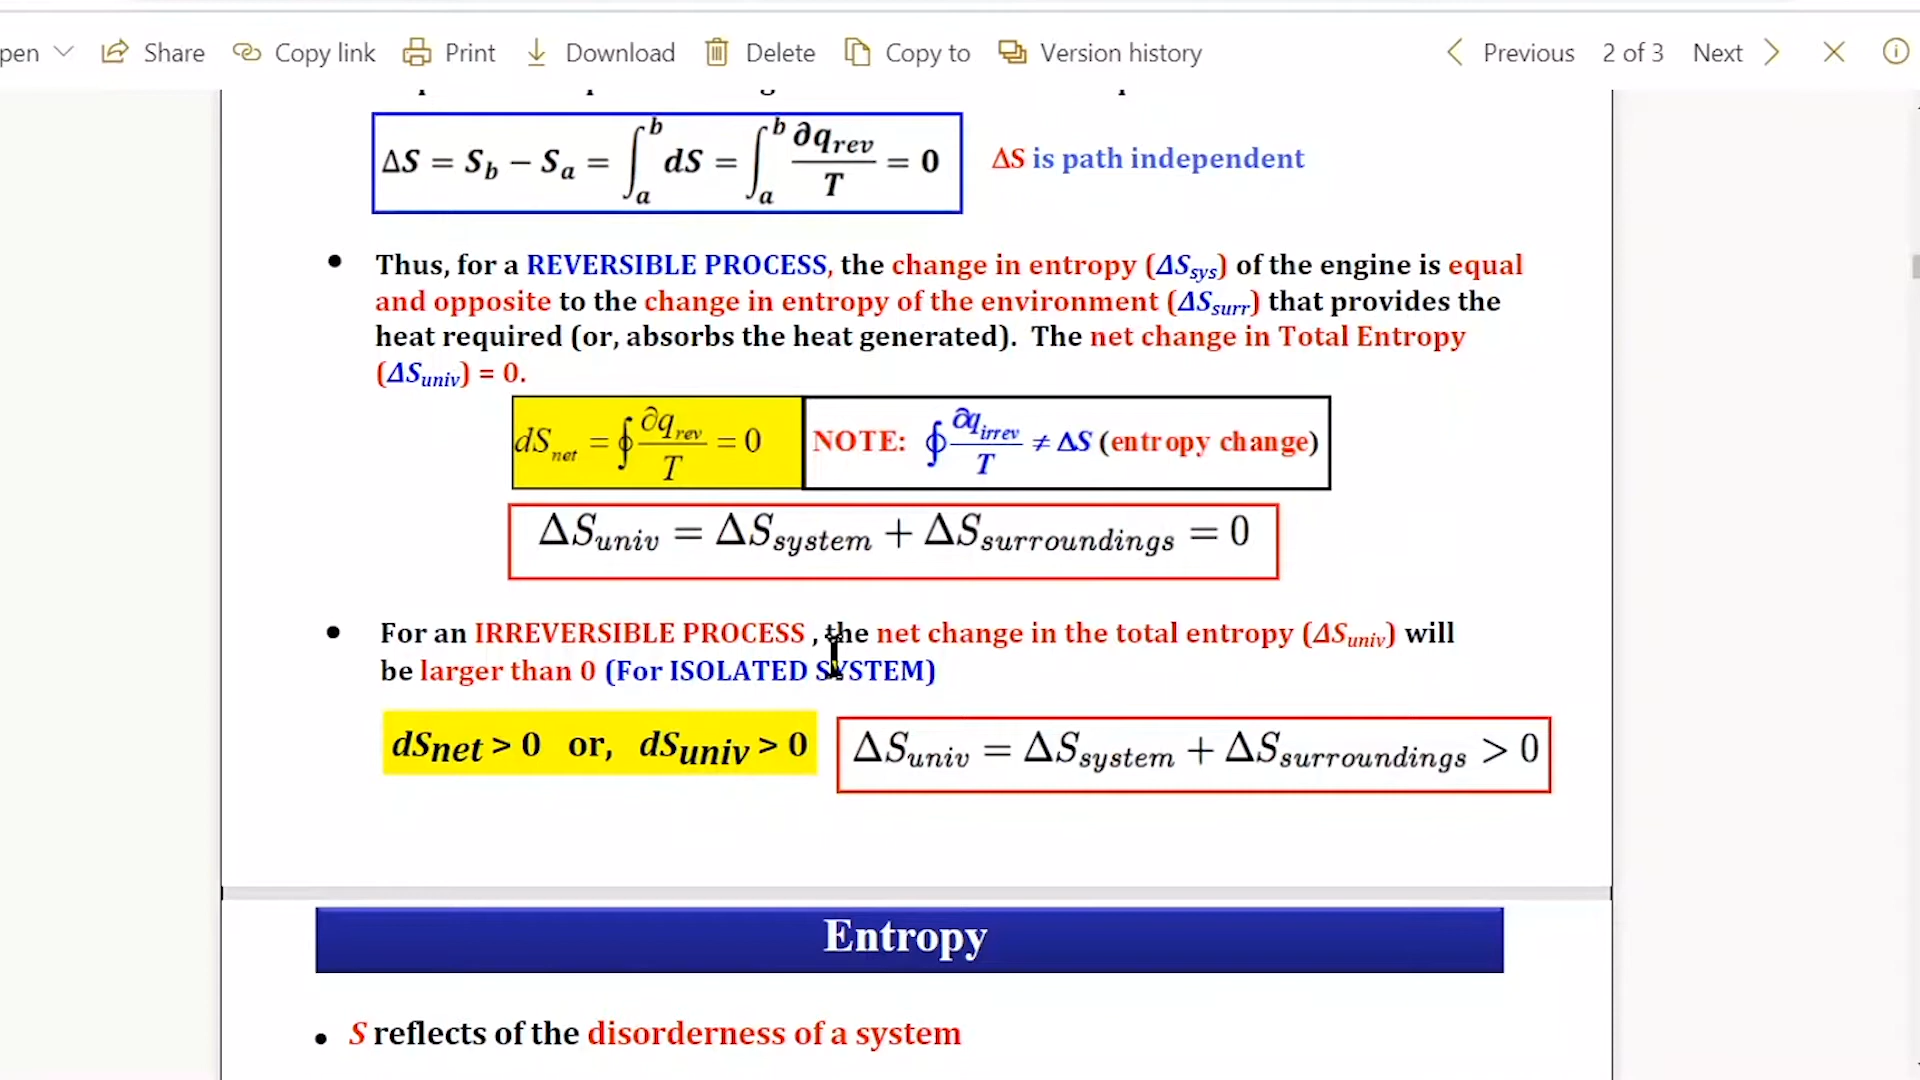 pen Share Copy link Print Download Delete Copy to Version history Previous 2 of 3 Next
ΔS = S_b − S_a = ∫_a^b dS = ∫_a^b ∂q_rev / T = 0 ΔS is path independent
• Thus, for a REVERSIBLE PROCESS, the change in entropy (ΔS_sys) of the engine is equal
and opposite to the change in entropy of the environment (ΔS_surr) that provides the
heat required (or, absorbs the heat generated). The net change in Total Entropy
(ΔS_univ) = 0.
dS_net = ∮ ∂q_rev / T = 0 NOTE: ∮ ∂q_irrev / T ≠ ΔS (entropy change)
ΔS_univ = ΔS_system + ΔS_surroundings = 0
• For an IRREVERSIBLE PROCESS , the net change in the total entropy (ΔS_univ) will
be larger than 0 (For ISOLATED SYSTEM)
dS_net > 0 or, dS_univ > 0 ΔS_univ = ΔS_system + ΔS_surroundings > 0
Entropy
• S reflects of the disorderness of a system